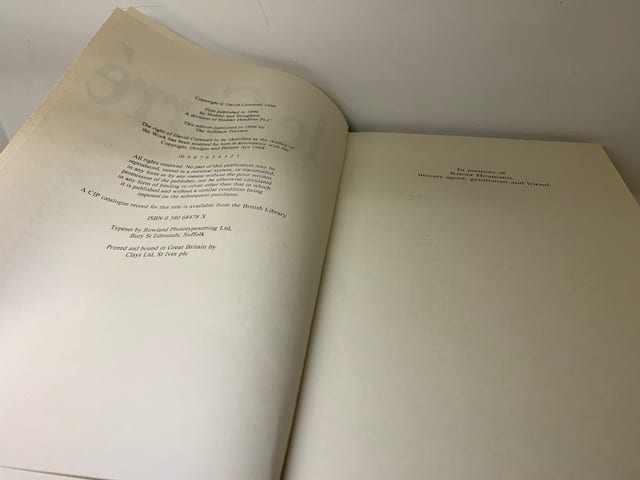 Copyright © David Cornwell 1996
First published in 1996
by Hodder and Stoughton
A division of Hodder Headline PLC
This edition published in 1996 for
The Softback Preview
The right of David Cornwell to be identified as the Author of
the Work has been asserted by him in accordance with The
Copyright, Designs and Patents Act 1988.
10 9 8 7 6 5 4 3 2 1
All rights reserved. No part of this publication may be
reproduced, stored in a retrieval system, or transmitted,
in any form or by any means without the prior written
permission of the publisher, nor be otherwise circulated
in any form of binding or cover other than that in which
it is published and without a similar condition being
imposed on the subsequent purchaser.
A CIP catalogue record for this title is available from the British Library
ISBN 0 340 68478 X
Typeset by Rowland Phototypesetting Ltd,
Bury St Edmunds, Suffolk
Printed and bound in Great Britain by
Clays Ltd, St Ives plc
In memory of
Rainer Heumann,
literary agent, gentleman and friend